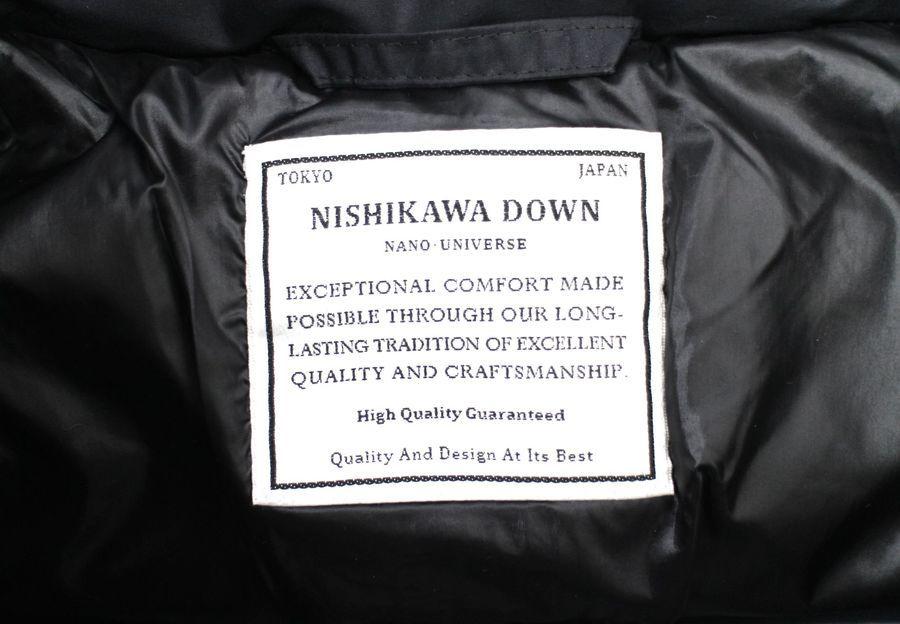 TOKYO JAPAN
NISHIKAWA DOWN
NANO·UNIVERSE
EXCEPTIONAL COMFORT MADE
POSSIBLE THROUGH OUR LONG-
LASTING TRADITION OF EXCELLENT
QUALITY AND CRAFTSMANSHIP.
High Quality Guaranteed
Quality And Design At Its Best